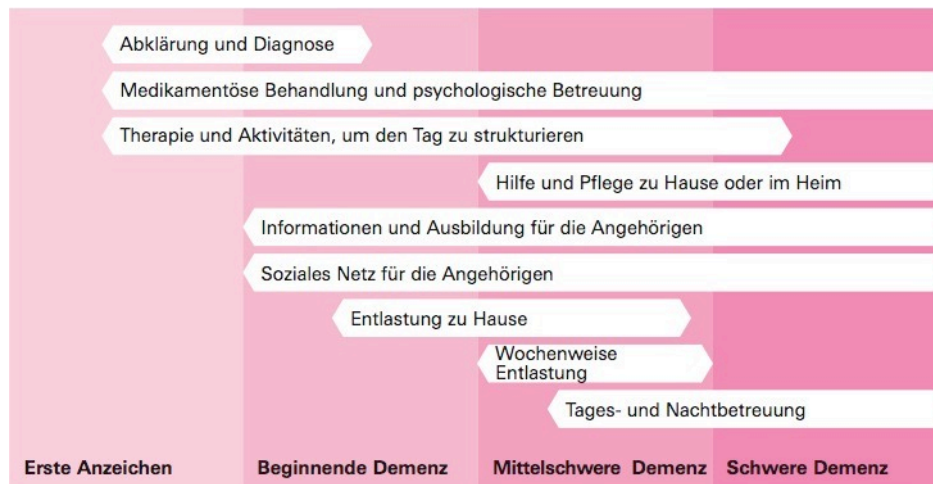 Abklärung und Diagnose
Medikamentöse Behandlung und psychologische Betreuung
Therapie und Aktivitäten, um den Tag zu strukturieren
Hilfe und Pflege zu Hause oder im Heim
Informationen und Ausbildung für die Angehörigen
Soziales Netz für die Angehörigen
Entlastung zu Hause
Wochenweise
Entlastung
Tages- und Nachtbetreuung
Erste Anzeichen Beginnende Demenz Mittelschwere Demenz Schwere Demenz